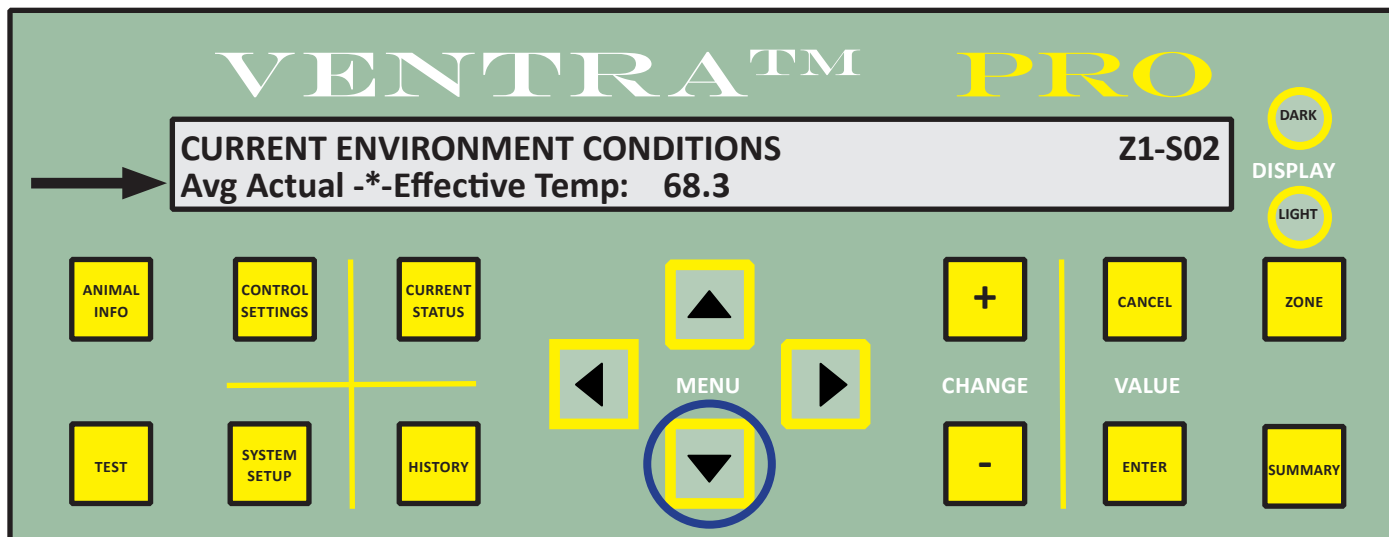 VENTRA™ PRO
DARK
CURRENT ENVIRONMENT CONDITIONS Z1-S02
DISPLAY
Avg Actual -*-Effective Temp: 68.3
LIGHT
ANIMAL
INFO
CONTROL
SETTINGS
CURRENT
STATUS
+
CANCEL
ZONE
MENU
CHANGE
VALUE
TEST
SYSTEM
SETUP
HISTORY
-
ENTER
SUMMARY